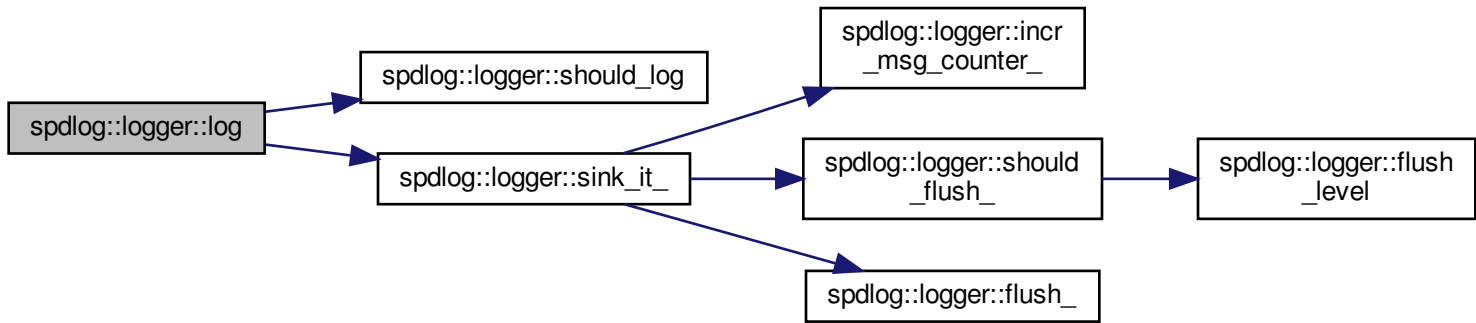 spdlog::logger::log
spdlog::logger::should_log
spdlog::logger::sink_it_
spdlog::logger::incr
_msg_counter_
spdlog::logger::should
_flush_
spdlog::logger::flush_
spdlog::logger::flush
_level